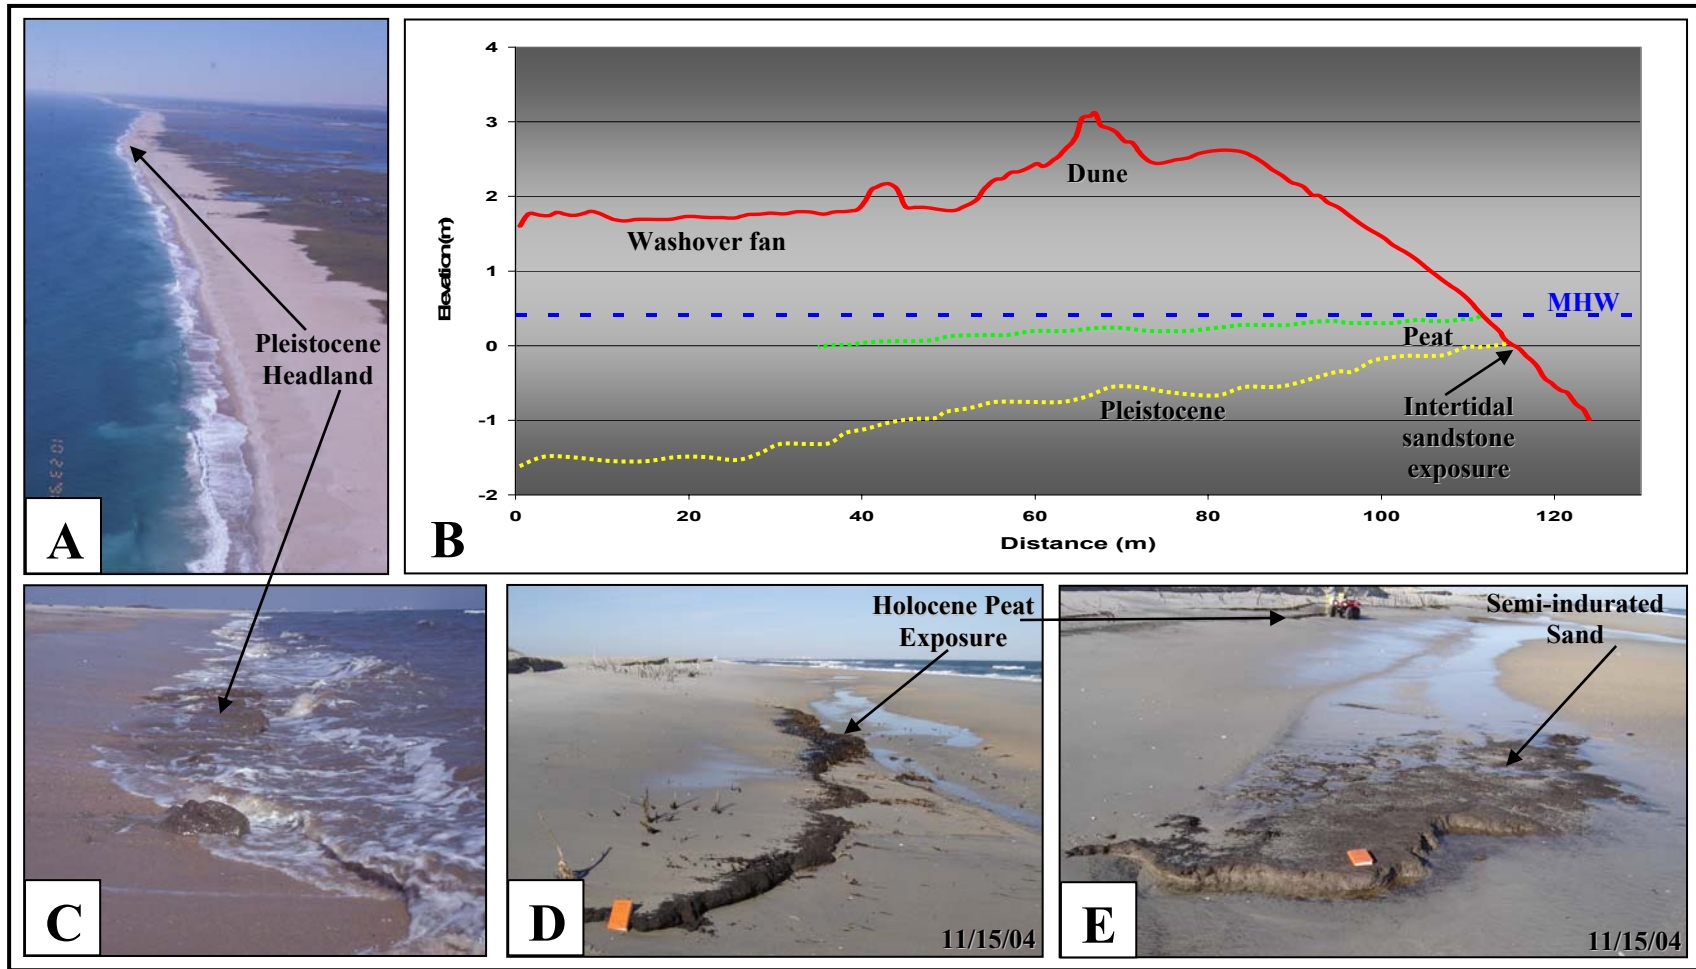 Pleistocene
Headland
A
4
3
2
1
0
-1
-2
Elevation(m)
Dune
Washover fan
MHW
Peat
Pleistocene
Intertidal
sandstone
exposure
0
20
40
60
80
100
120
Distance (m)
B
C
Holocene Peat
Exposure
D
11/15/04
Semi-indurated
Sand
E
11/15/04